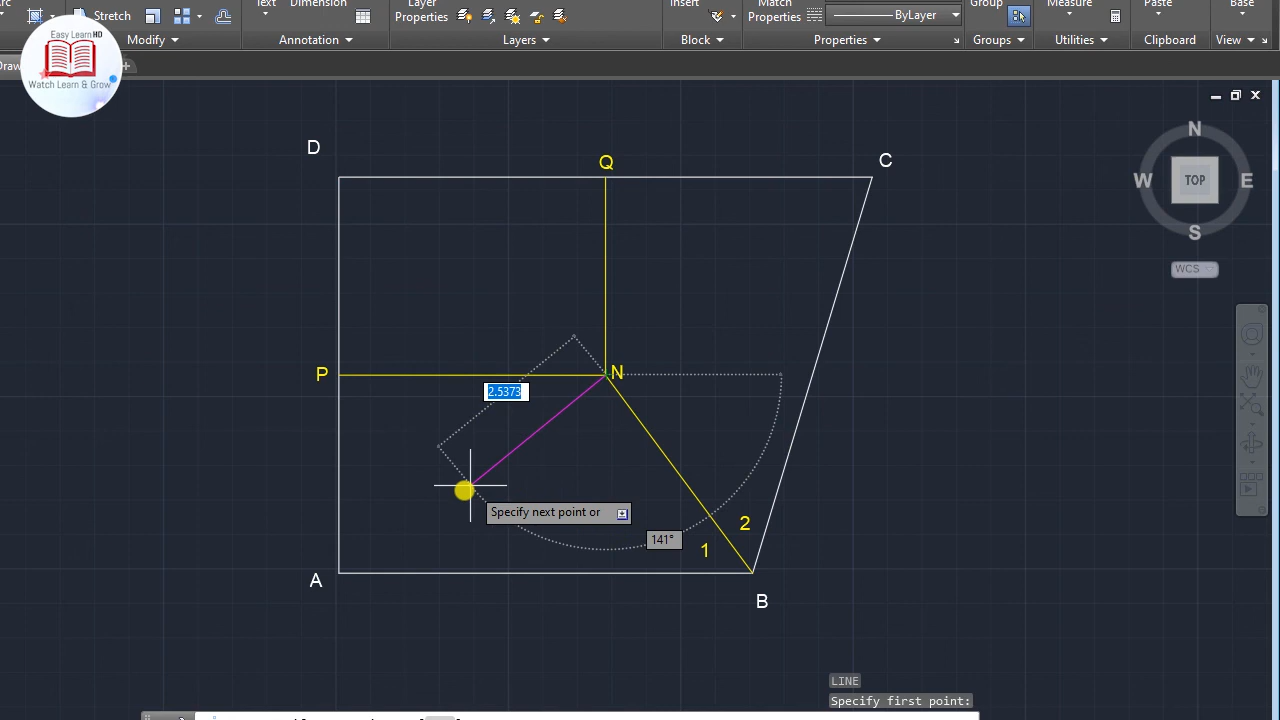 Text
Dimension
Layer
Insert
Match
Group
Measure
Paste
Base
Stretch
Properties
Properties
ByLayer
Modify
Annotation
Layers
Block
Properties
Groups
Utilities
Clipboard
View
Easy Learn HD
Watch Learn & Grow
Draw
N
W
TOP
E
S
WCS
D
Q
C
P
N
2.5373
Specify next point or
141°
2
1
A
B
LINE
Specify first point: